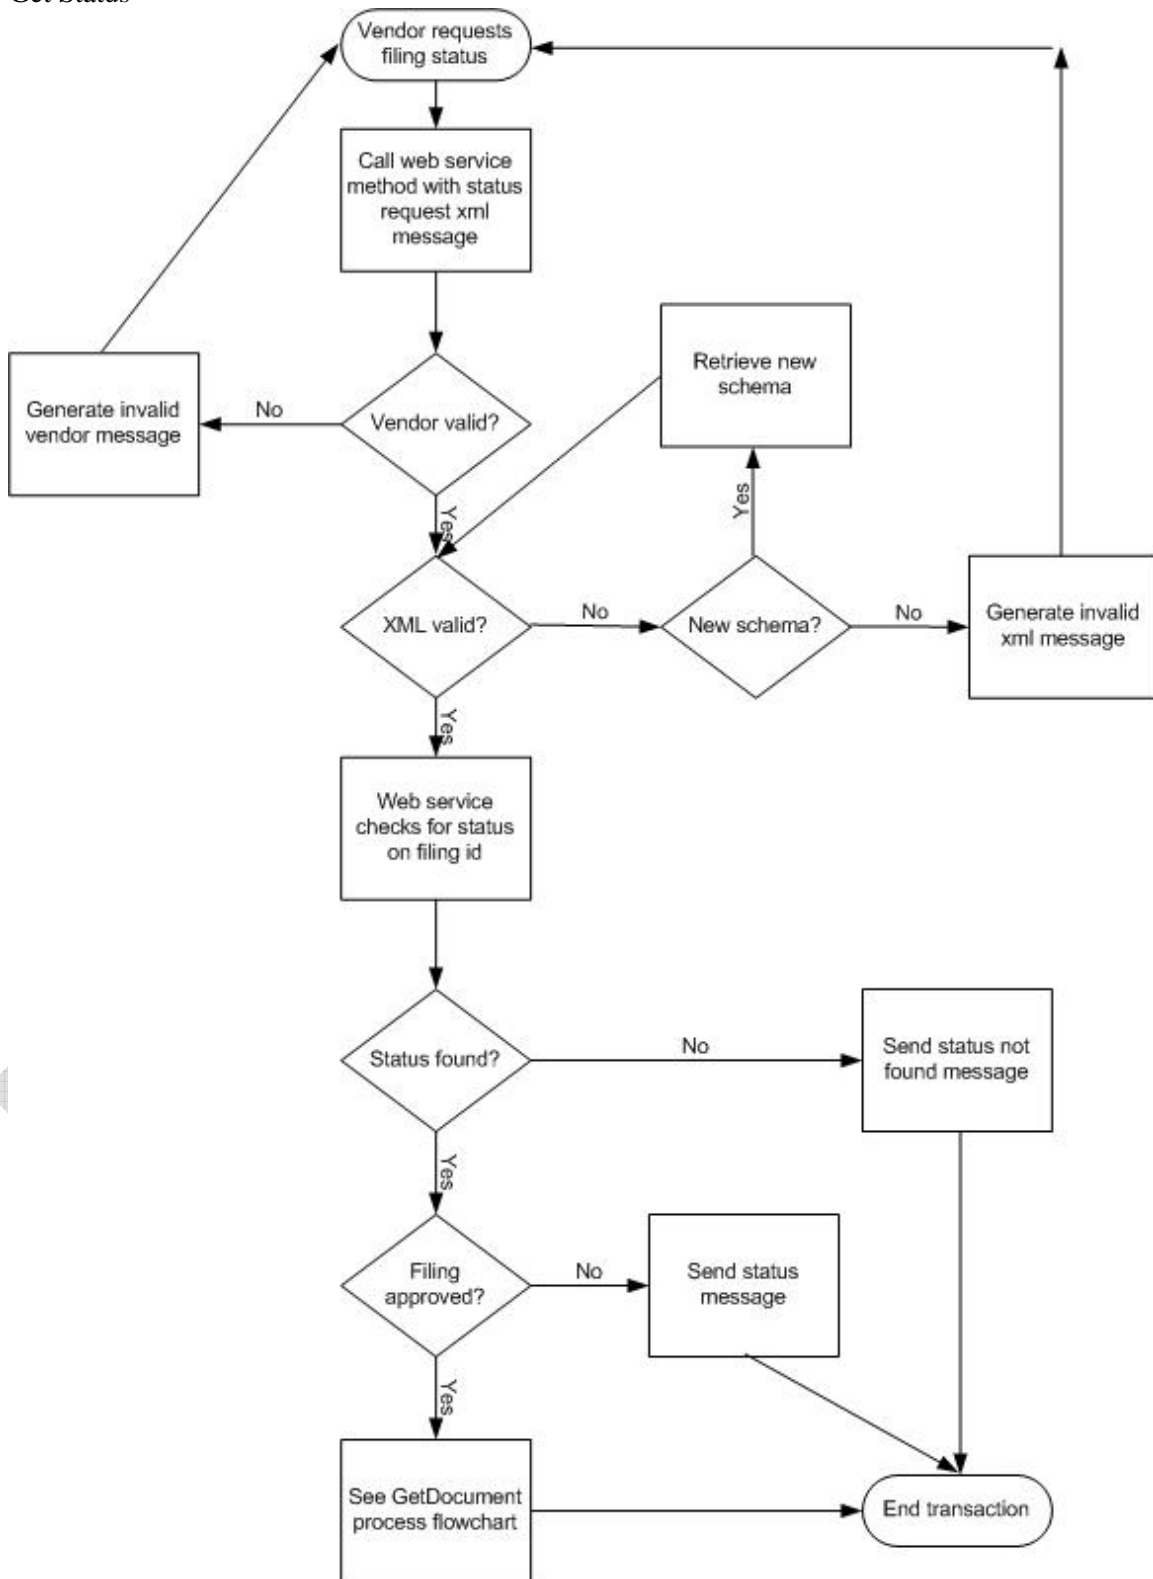 Get Status
Vendor requests
filing status
Call web service
method with status
request xml
message
Retrieve new
schema
Generate invalid
vendor message
No
Vendor valid?
Yes
Yes
XML valid?
No
New schema?
No
Generate invalid
xml message
Yes
Web service
checks for status
on filing id
Status found?
No
Send status not
found message
Yes
Filing
approved?
No
Send status
message
Yes
See GetDocument
process flowchart
End transaction